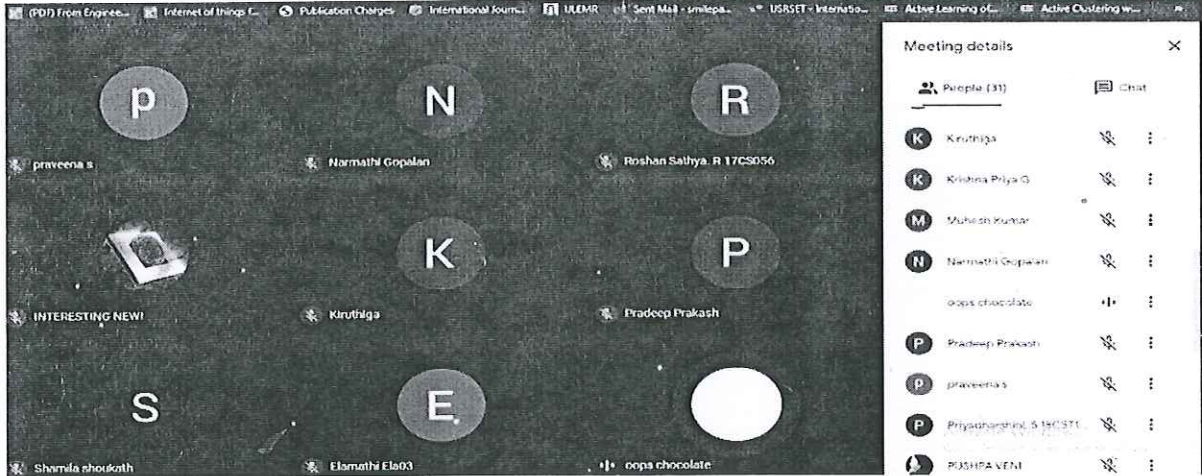 (PDF) From Enginee...
Internet of things f...
Publication Charges
International Journ...
IJLEMR
Sent Mail - smilepa...
IJSRSET - Internatio...
Active Learning of...
Active Clustering wi...
»
P
praveena s
N
Narmathi Gopalan
R
Roshan Sathya. R 17CS056
INTERESTING NEW!
K
Kiruthiga
P
Pradeep Prakash
S
Shamila shoukath
E
Elamathi Ela03
oops chocolate
Meeting details
People (31)
Chat
K
Kiruthiga
K
Krishna Priya G
M
Muhesh Kumar
N
Narmathi Gopalan
oops chocolate
P
Pradeep Prakash
P
praveena s
P
PUSHPA VENI